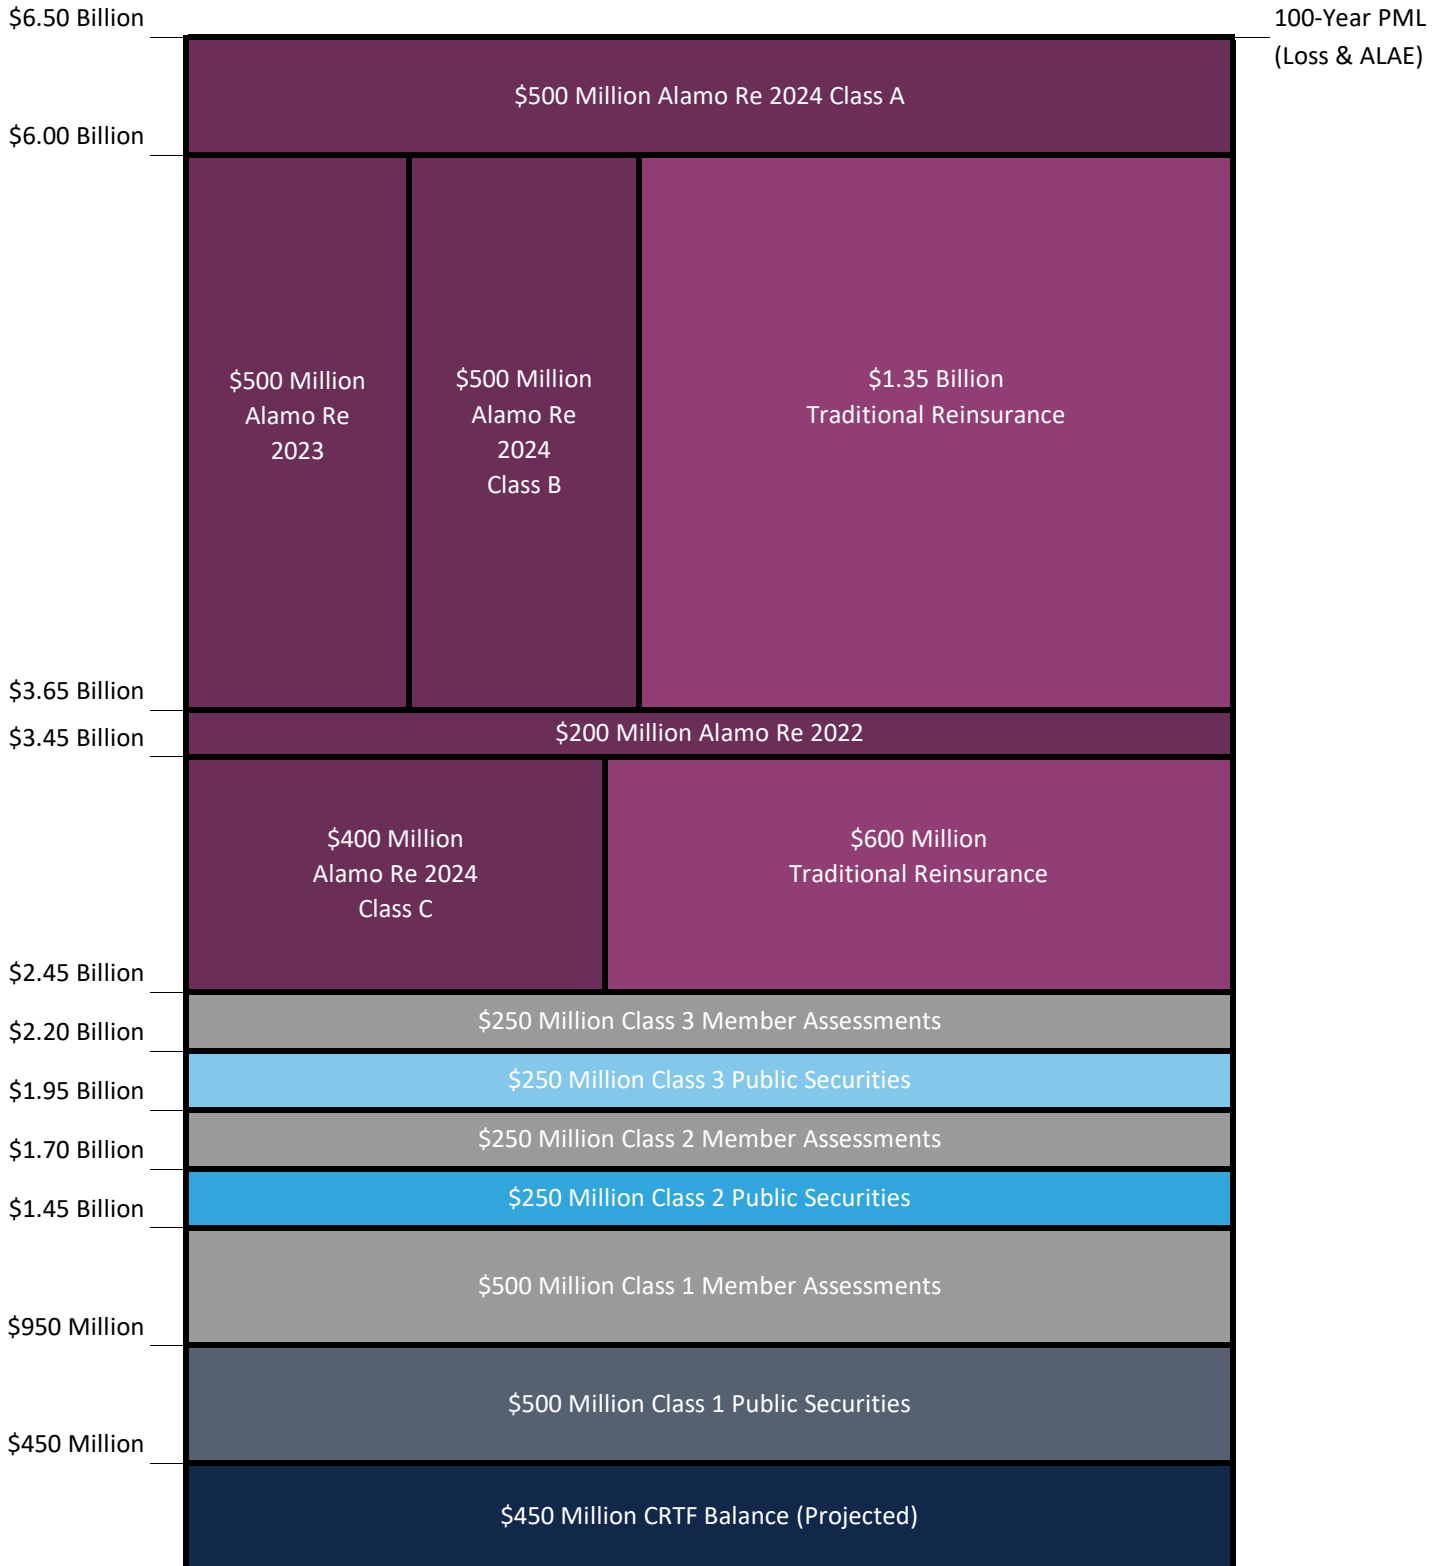 $6.50 Billion
100-Year PML
(Loss & ALAE)
$500 Million Alamo Re 2024 Class A
$6.00 Billion
$500 Million
Alamo Re
2023
$500 Million
Alamo Re
2024
Class B
$1.35 Billion
Traditional Reinsurance
$3.65 Billion
$200 Million Alamo Re 2022
$3.45 Billion
$400 Million
Alamo Re 2024
Class C
$600 Million
Traditional Reinsurance
$2.45 Billion
$250 Million Class 3 Member Assessments
$2.20 Billion
$250 Million Class 3 Public Securities
$1.95 Billion
$250 Million Class 2 Member Assessments
$1.70 Billion
$250 Million Class 2 Public Securities
$1.45 Billion
$500 Million Class 1 Member Assessments
$950 Million
$500 Million Class 1 Public Securities
$450 Million
$450 Million CRTF Balance (Projected)